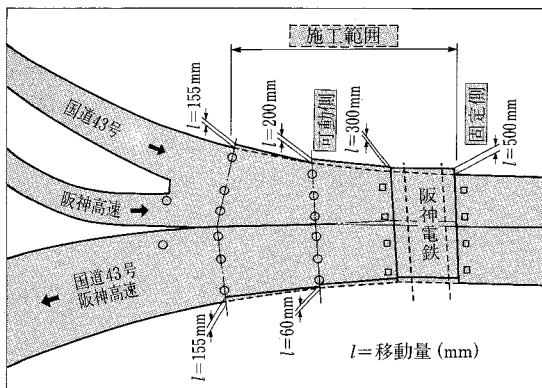 施工範囲
国道43号
l=155mm
l=200mm
可動側
l=300mm
固定側
l=500mm
阪神高速
阪神電鉄
国道43号
阪神高速
l=155mm
l=60mm
l=移動量(mm)